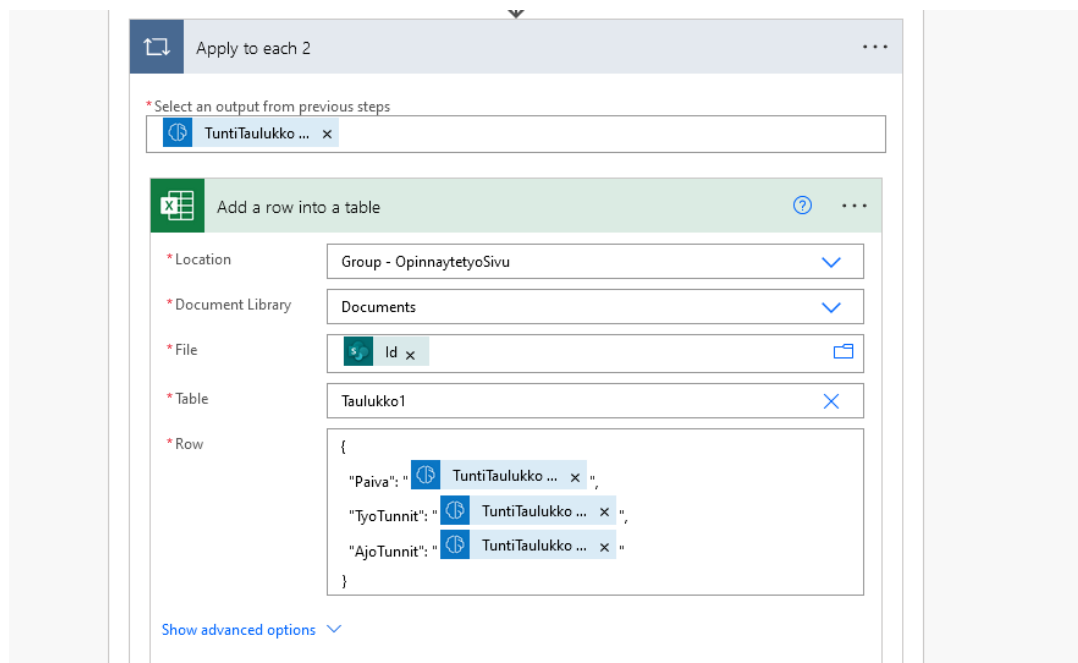 Apply to each 2
* Select an output from previous steps
TuntiTaulukko ... ×
Add a row into a table
* Location
Group - OpinnaytetyoSivu
* Document Library
Documents
* File
Id ×
* Table
Taulukko1
* Row
{
"Paiva": " TuntiTaulukko ... × ",
"TyoTunnit": " TuntiTaulukko ... × ",
"AjoTunnit": " TuntiTaulukko ... × "
}
Show advanced options